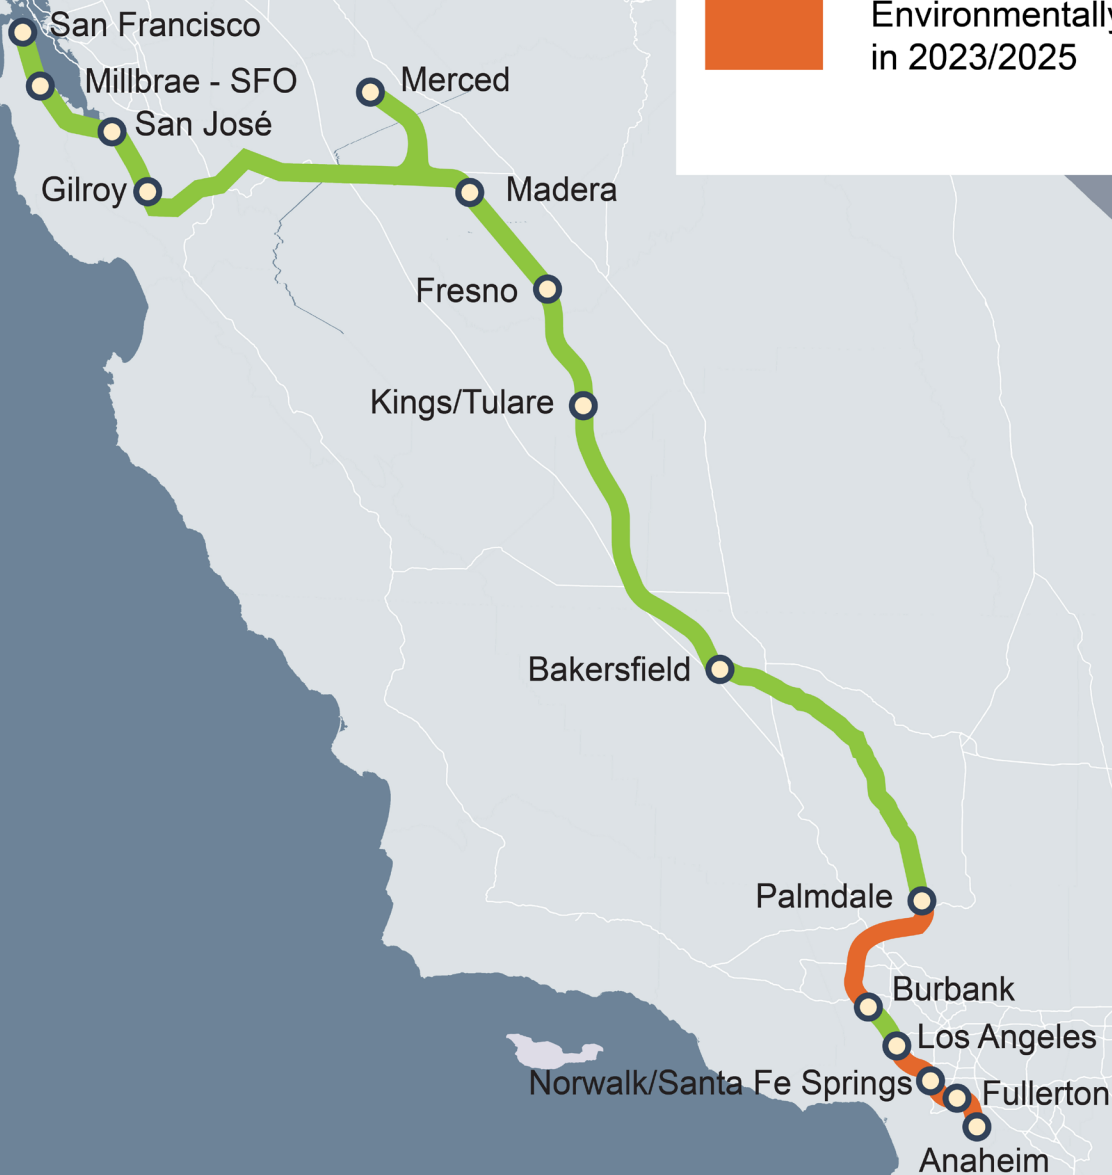 Environmentally
in 2023/2025
San Francisco
Millbrae - SFO
Merced
San José
Gilroy
Madera
Fresno
Kings/Tulare
Bakersfield
Palmdale
Burbank
Los Angeles
Norwalk/Santa Fe Springs
Fullerton
Anaheim